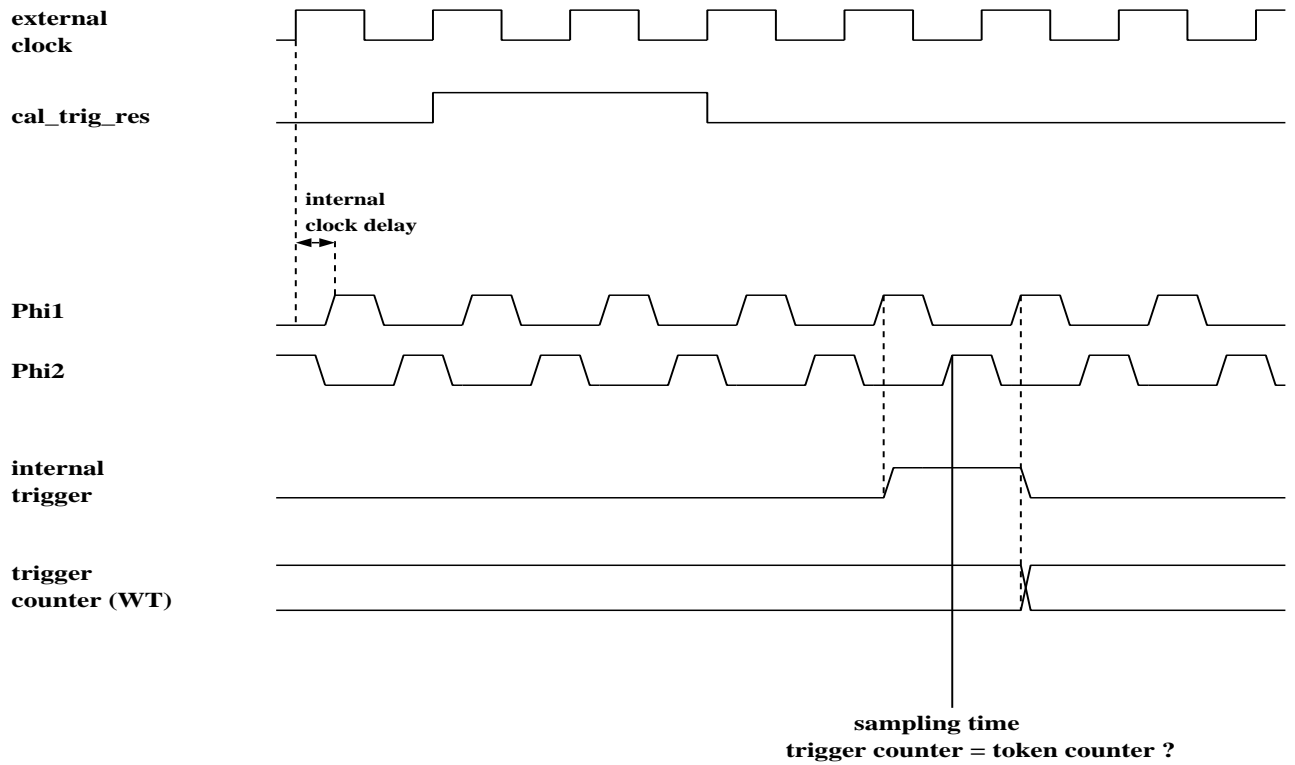 external
clock
cal_trig_res
internal
clock delay
Phi1
Phi2
internal
trigger
trigger
counter (WT)
sampling time
trigger counter = token counter ?